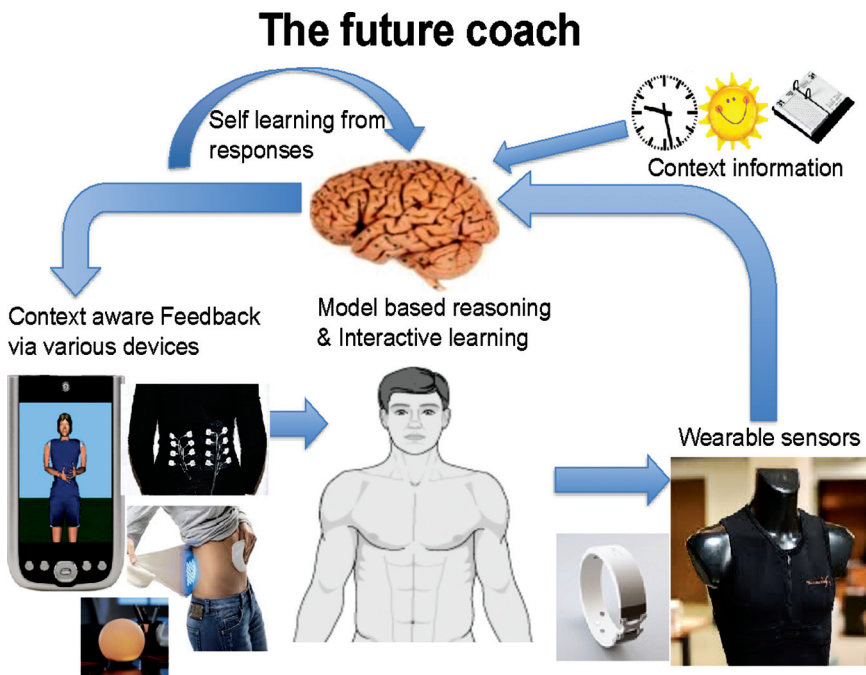 The future coach
Self learning from
responses
Context information
Model based reasoning
& Interactive learning
Context aware Feedback
via various devices
Wearable sensors